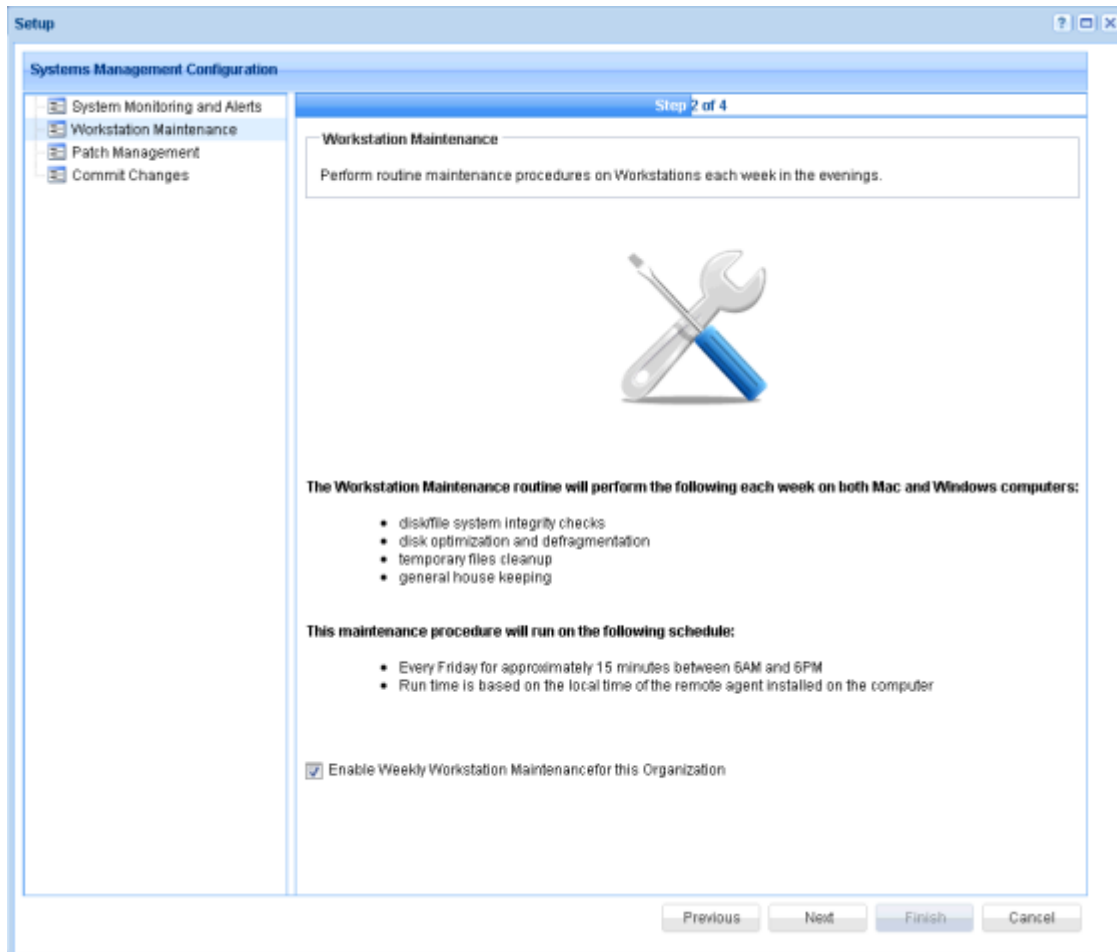 Setup
Systems Management Configuration
System Monitoring and Alerts
Workstation Maintenance
Patch Management
Commit Changes
Step 2 of 4
Workstation Maintenance
Perform routine maintenance procedures on Workstations each week in the evenings.
The Workstation Maintenance routine will perform the following each week on both Mac and Windows computers:
• disk/file system integrity checks
• disk optimization and defragmentation
• temporary files cleanup
• general house keeping
This maintenance procedure will run on the following schedule:
• Every Friday for approximately 15 minutes between 6AM and 6PM
• Run time is based on the local time of the remote agent installed on the computer
Enable Weekly Workstation Maintenancefor this Organization
Previous Next Finish Cancel